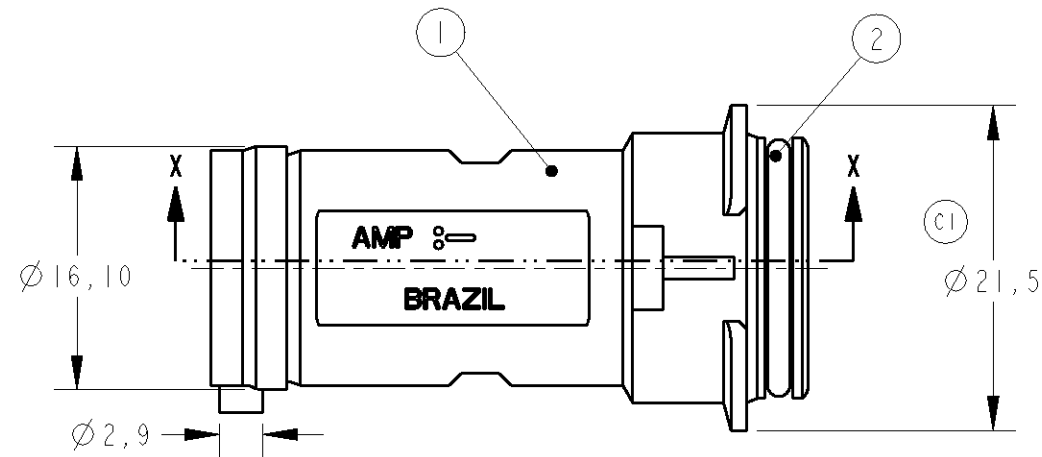 1
2
X
X
C1
AMP
Ø16,10
Ø21,5
BRAZIL
Ø2,9